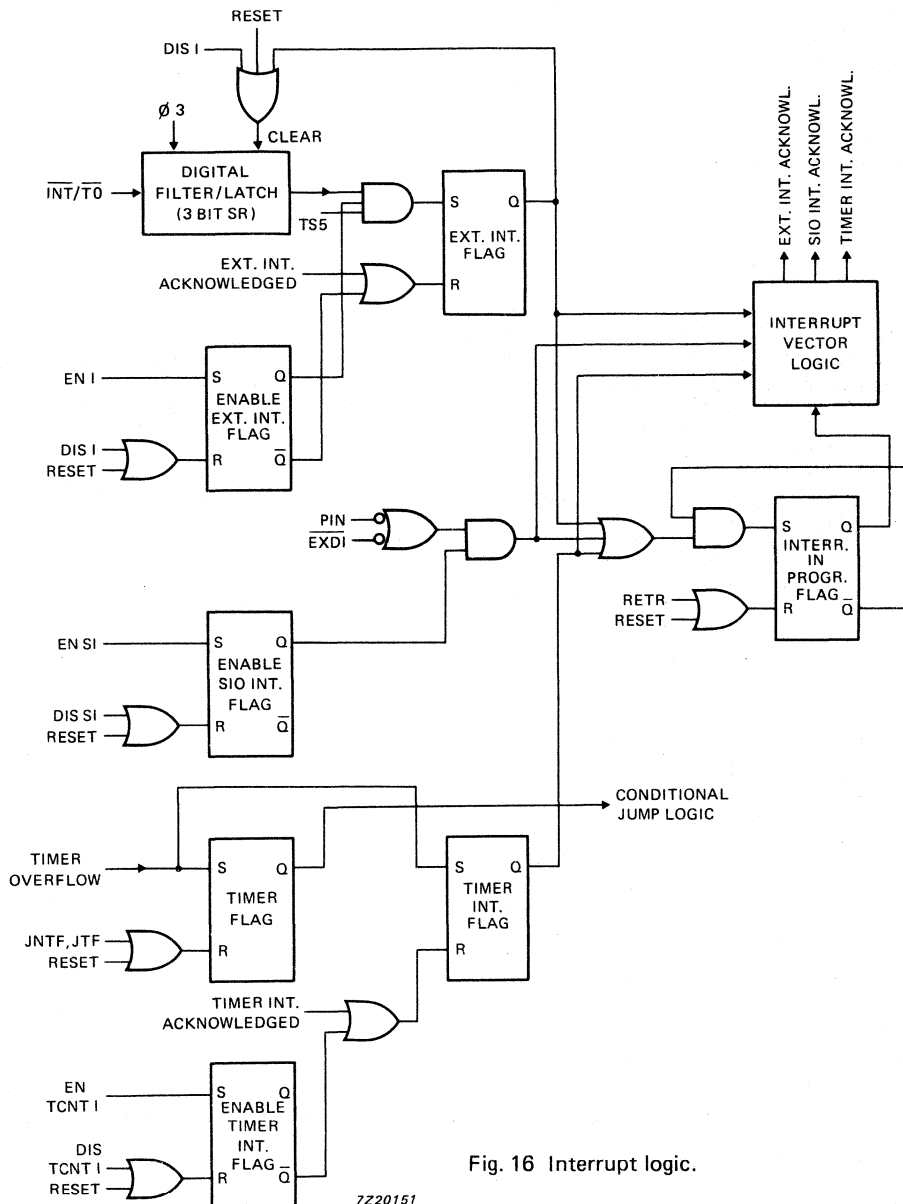 RESET
DIS I
Ø 3
CLEAR
INT/T0
DIGITAL
FILTER/LATCH
(3 BIT SR)
TS5
S
Q
EXT. INT.
FLAG
R
EXT. INT.
ACKNOWLEDGED
EXT. INT. ACKNOWL.
SIO INT. ACKNOWL.
TIMER INT. ACKNOWL.
INTERRUPT
VECTOR
LOGIC
EN I
S
Q
ENABLE
EXT. INT.
FLAG
R
Q
DIS I
RESET
PIN
EXDI
S
Q
INTERR.
IN
PROGR.
FLAG
R
Q
RETR
RESET
EN SI
S
Q
ENABLE
SIO INT.
FLAG
R
Q
DIS SI
RESET
CONDITIONAL
JUMP LOGIC
TIMER
OVERFLOW
S
Q
TIMER
FLAG
R
JNTF, JTF
RESET
S
Q
TIMER
INT.
FLAG
R
TIMER INT.
ACKNOWLEDGED
EN
TCNT I
S
Q
ENABLE
TIMER
INT.
FLAG
R
Q
DIS
TCNT I
RESET
Fig. 16 Interrupt logic.
7Z20151